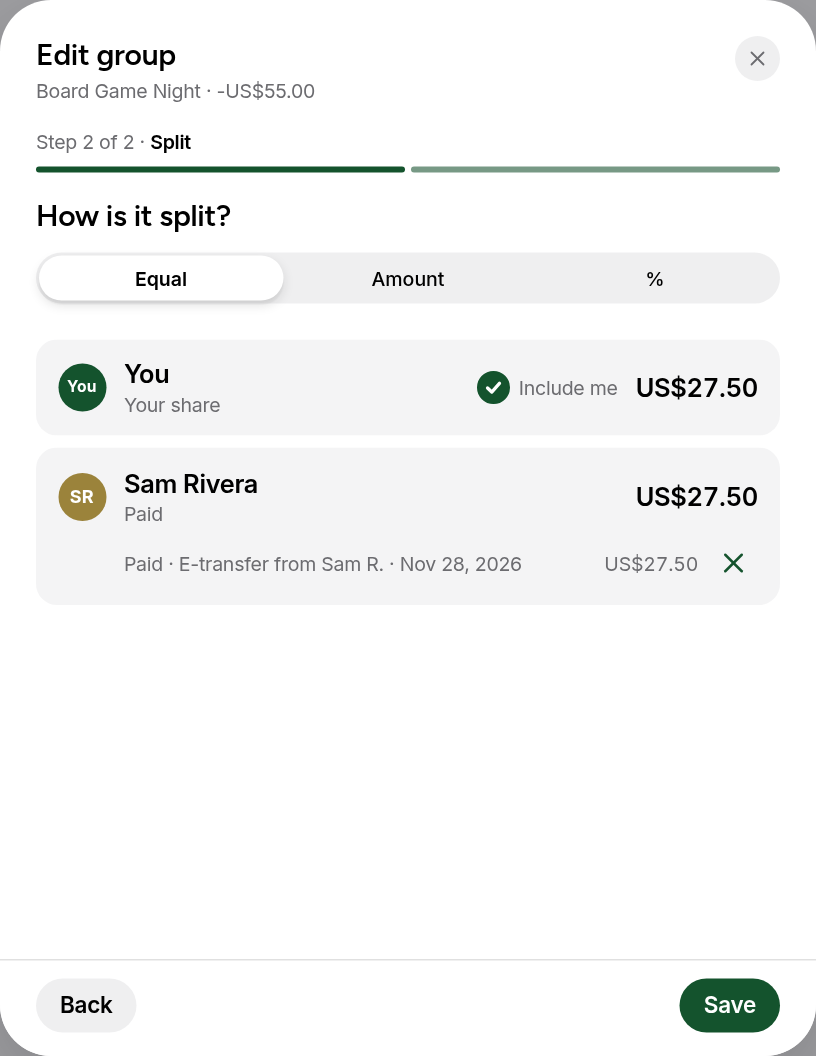 Edit group
Board Game Night · -US$55.00
Step 2 of 2 · Split
How is it split?
Equal Amount %
You You Include me US$27.50
Your share
SR Sam Rivera US$27.50
Paid
Paid · E-transfer from Sam R. · Nov 28, 2026 US$27.50
Back Save